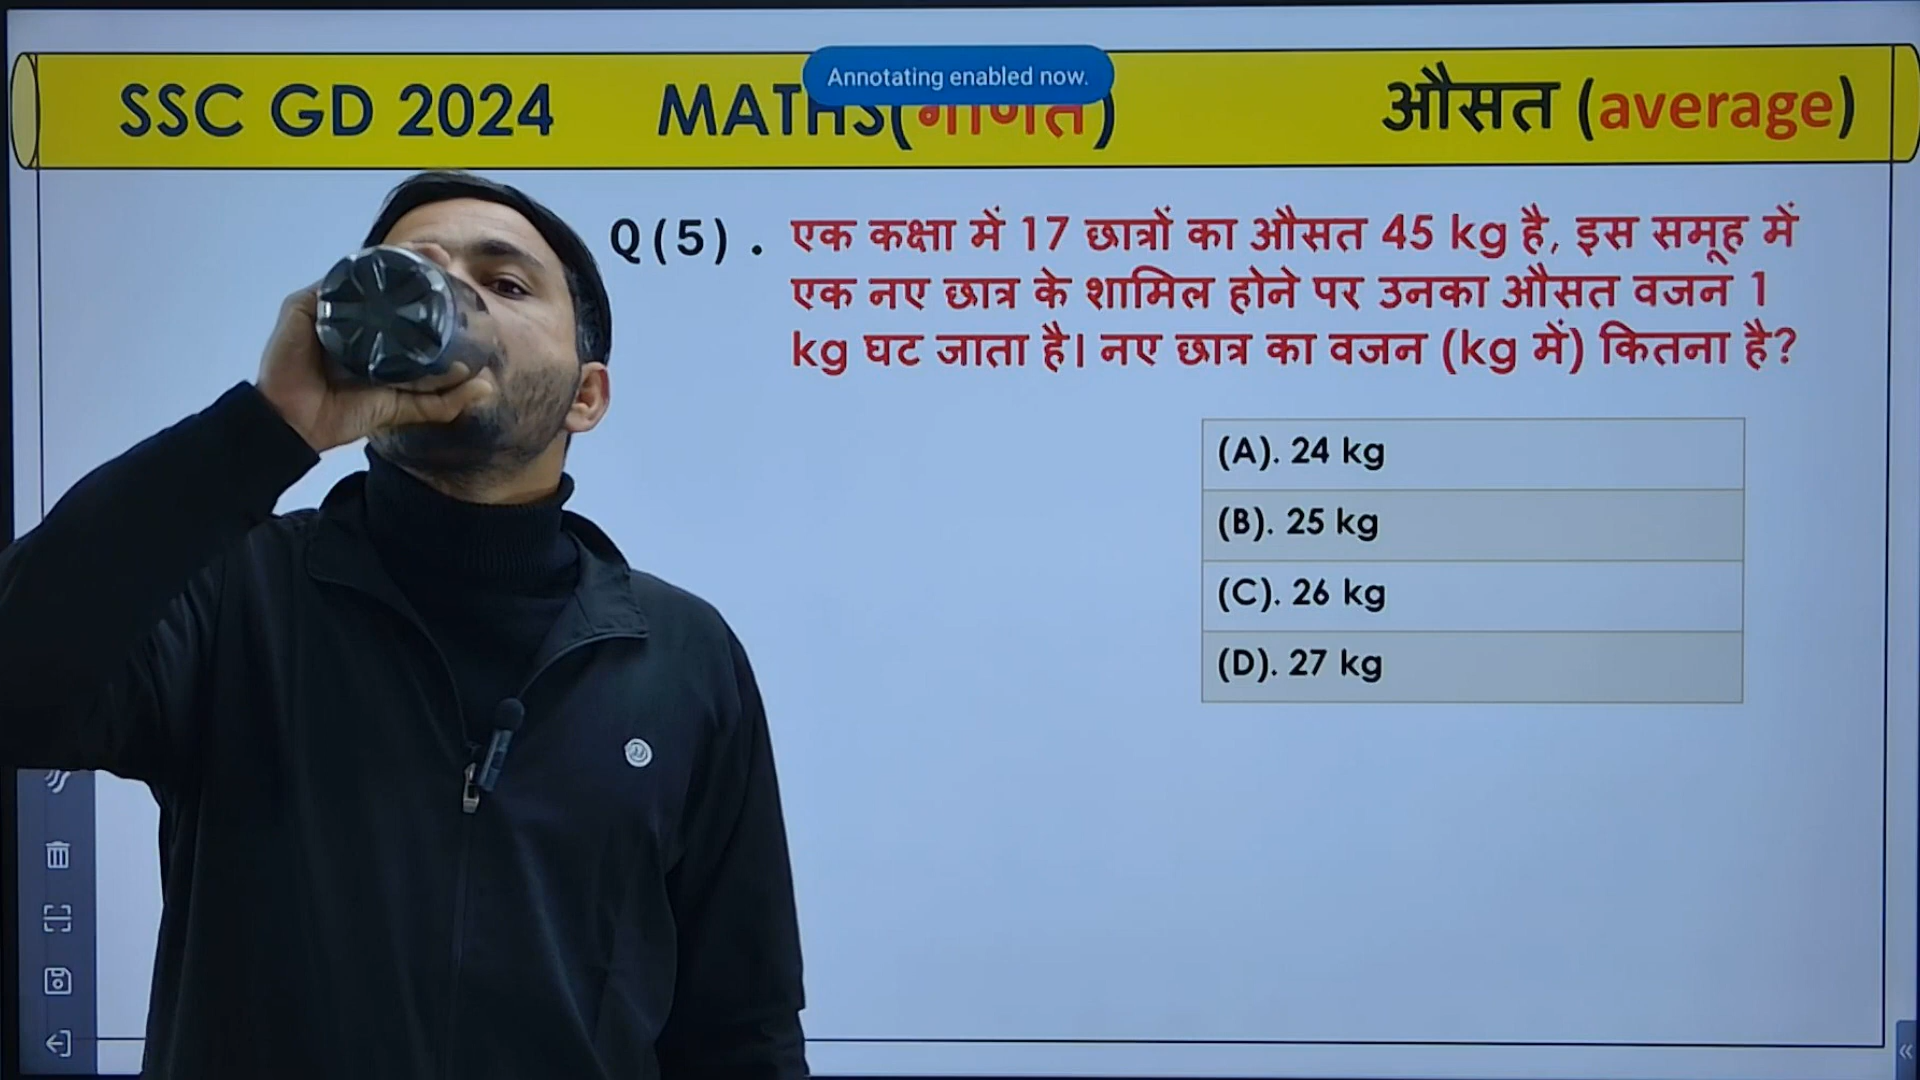 SSC GD 2024 MATHS(गणित) औसत (average)
Annotating enabled now.
Q(5). एक कक्षा में 17 छात्रों का औसत 45 kg है, इस समूह में
एक नए छात्र के शामिल होने पर उनका औसत वजन 1
kg घट जाता है। नए छात्र का वजन (kg में) कितना है?
(A). 24 kg
(B). 25 kg
(C). 26 kg
(D). 27 kg